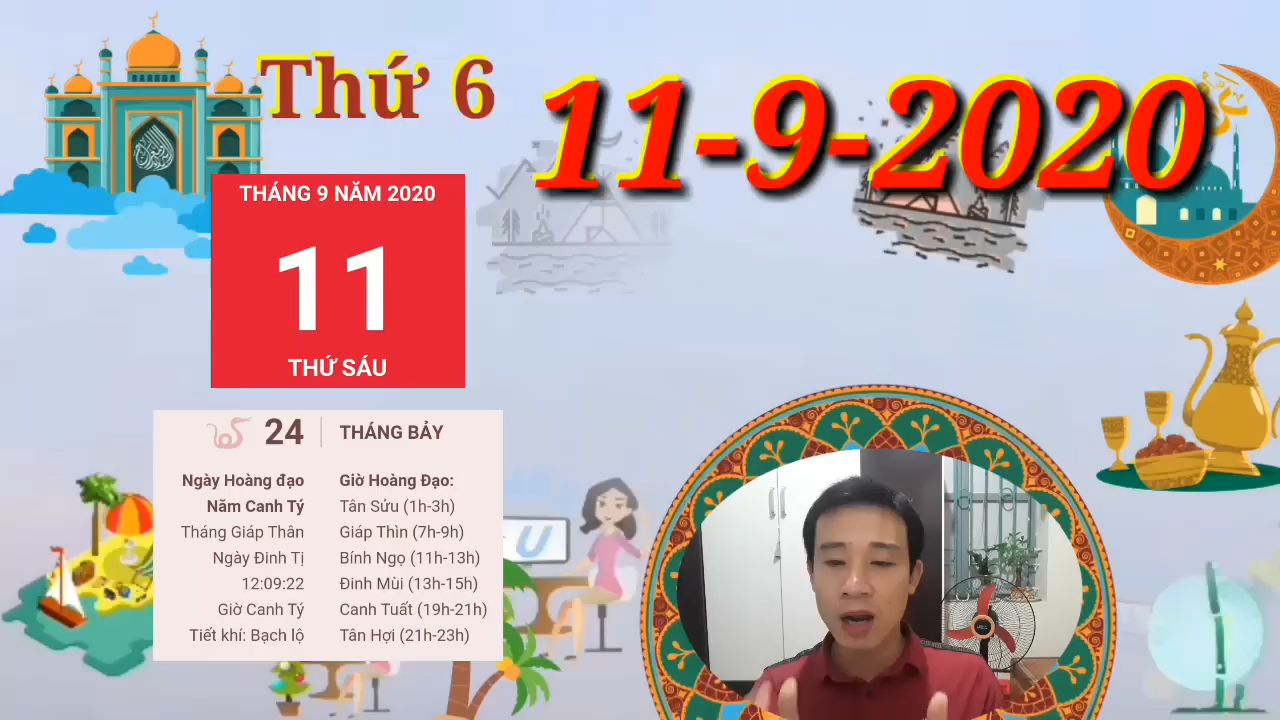 Thứ 6
11-9-2020
THÁNG 9 NĂM 2020
11
THỨ SÁU
24
THÁNG BẢY
Ngày Hoàng đạo
Năm Canh Tý
Tháng Giáp Thân
Ngày Đinh Tị
12:09:22
Giờ Canh Tý
Tiết khí: Bạch lộ
Giờ Hoàng Đạo:
Tân Sửu (1h-3h)
Giáp Thìn (7h-9h)
Bính Ngọ (11h-13h)
Đinh Mùi (13h-15h)
Canh Tuất (19h-21h)
Tân Hợi (21h-23h)
U